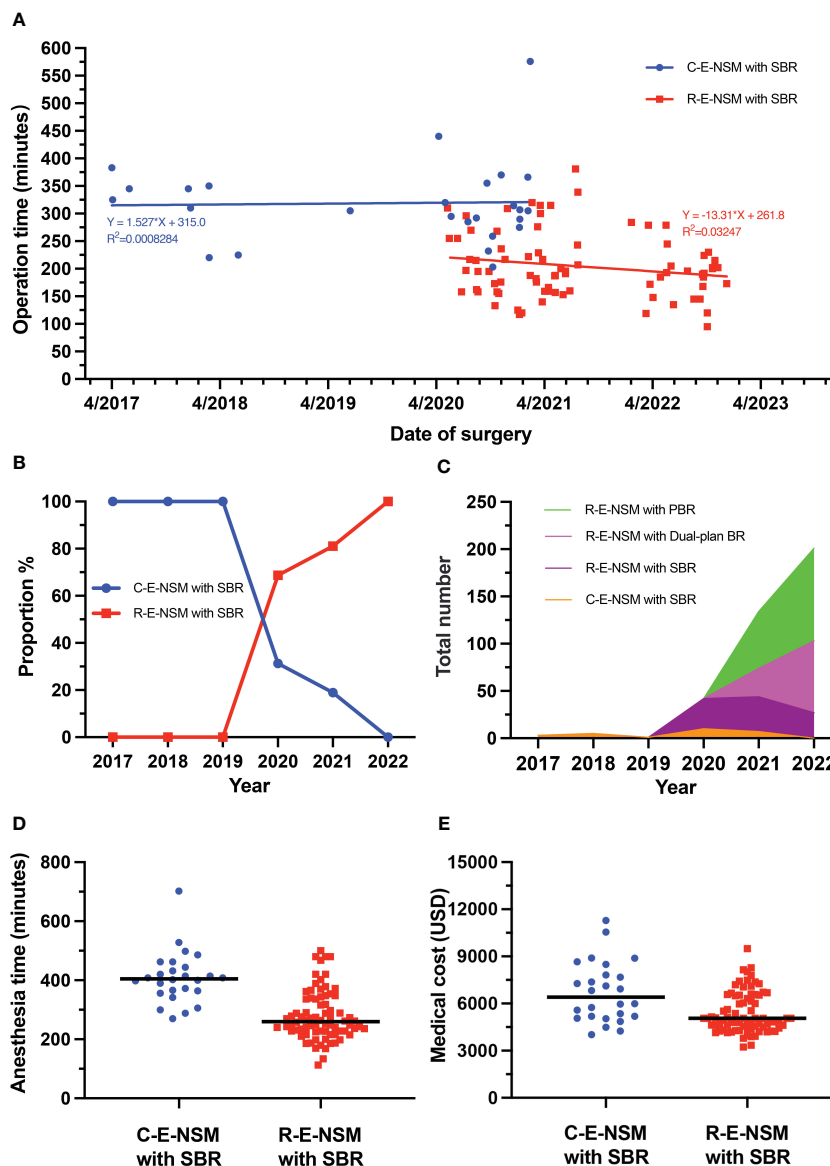 A
600
550
500
450
400
350
300
250
200
150
100
50
0
Operation time (minutes)
C-E-NSM with SBR
R-E-NSM with SBR
Y = 1.527*X + 315.0
R²=0.0008284
Y = -13.31*X + 261.8
R²=0.03247
4/2017 4/2018 4/2019 4/2020 4/2021 4/2022 4/2023
Date of surgery
B
100
80
60
40
20
0
Proportion %
C-E-NSM with SBR
R-E-NSM with SBR
2017 2018 2019 2020 2021 2022
Year
C
250
200
150
100
50
0
Total number
R-E-NSM with PBR
R-E-NSM with Dual-plan BR
R-E-NSM with SBR
C-E-NSM with SBR
2017 2018 2019 2020 2021 2022
Year
D
800
600
400
200
0
Anesthesia time (minutes)
C-E-NSM
with SBR
R-E-NSM
with SBR
E
15000
12000
9000
6000
3000
0
Medical cost (USD)
C-E-NSM
with SBR
R-E-NSM
with SBR